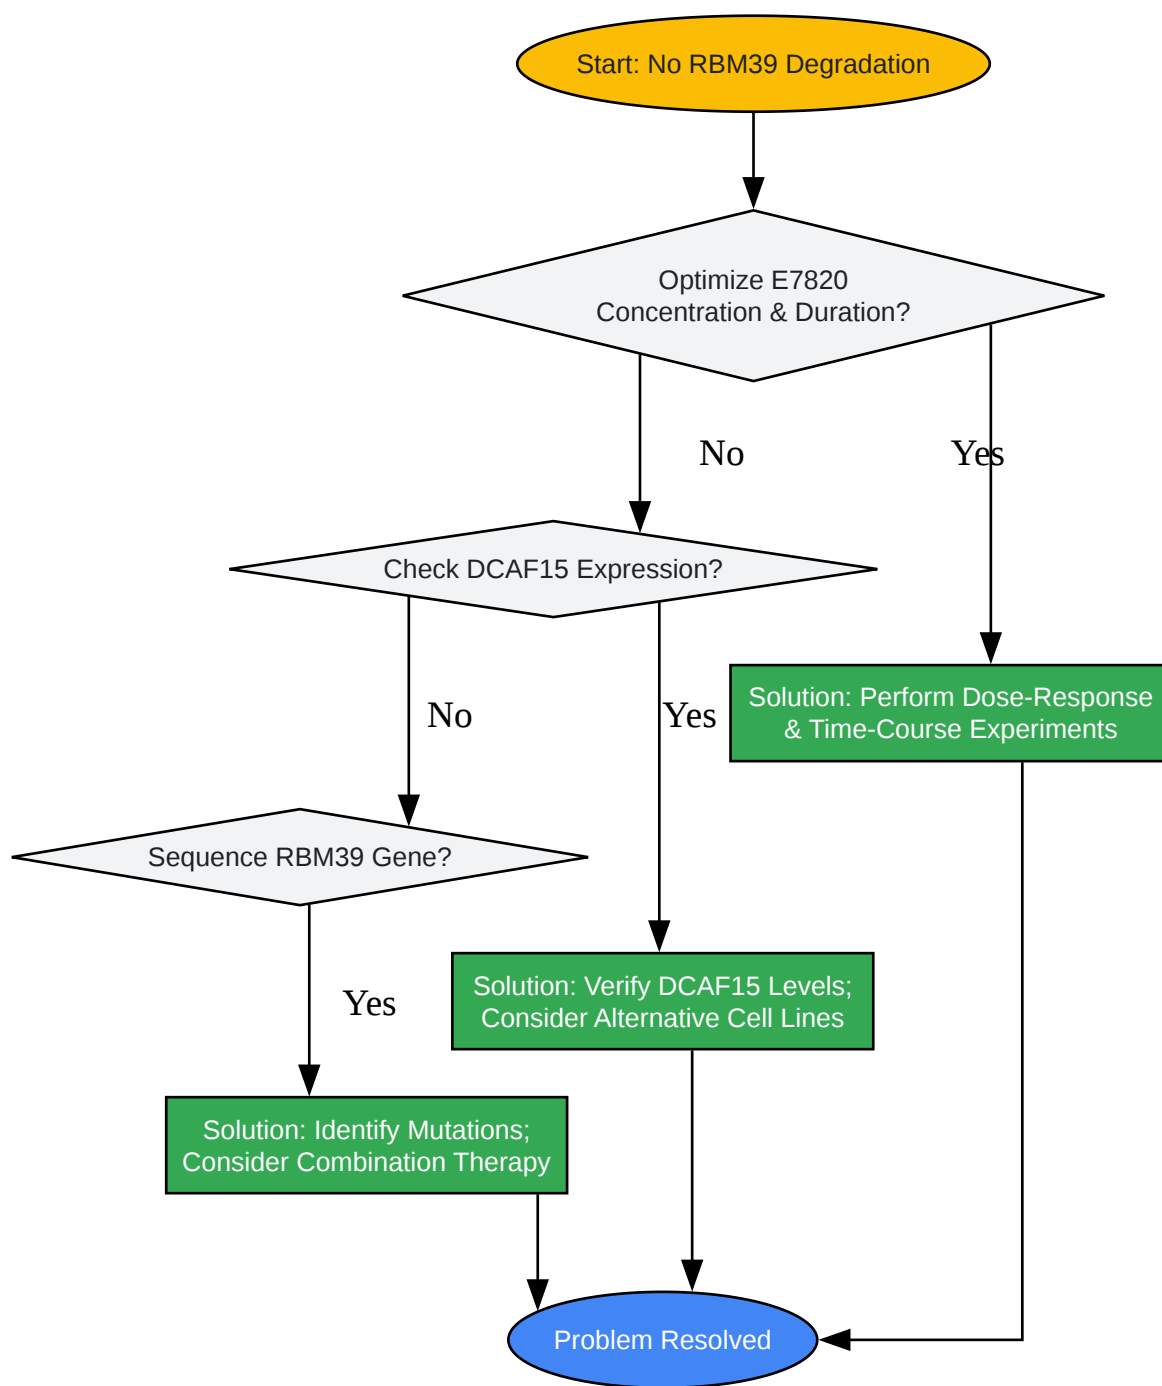 Start: No RBM39 Degradation
Optimize E7820
Concentration & Duration?
No
Yes
Check DCAF15 Expression?
Solution: Perform Dose-Response
& Time-Course Experiments
No
Yes
Sequence RBM39 Gene?
Solution: Verify DCAF15 Levels;
Consider Alternative Cell Lines
Yes
Solution: Identify Mutations;
Consider Combination Therapy
Problem Resolved